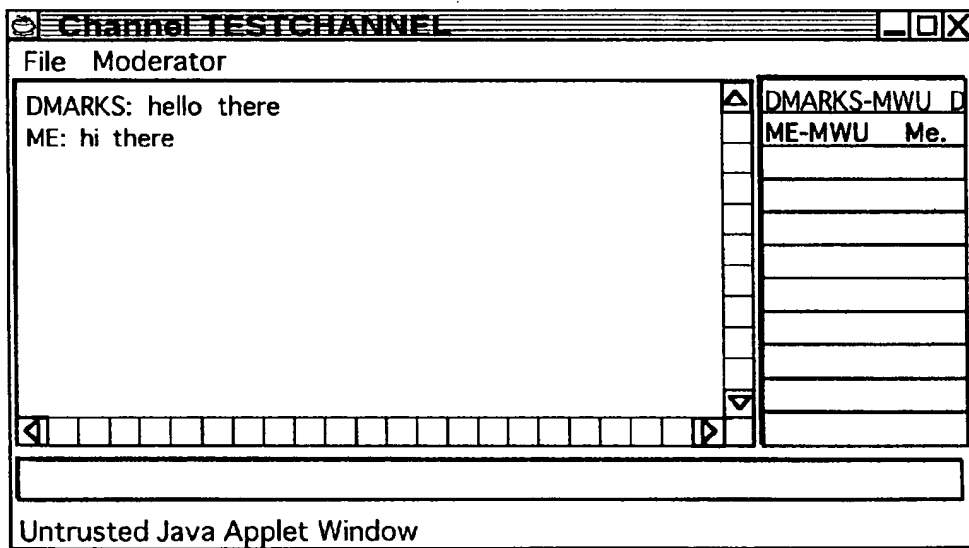 Channel TESTCHANNEL
File Moderator
DMARKS: hello there
ME: hi there
DMARKS-MWU D
ME-MWU Me.
Untrusted Java Applet Window